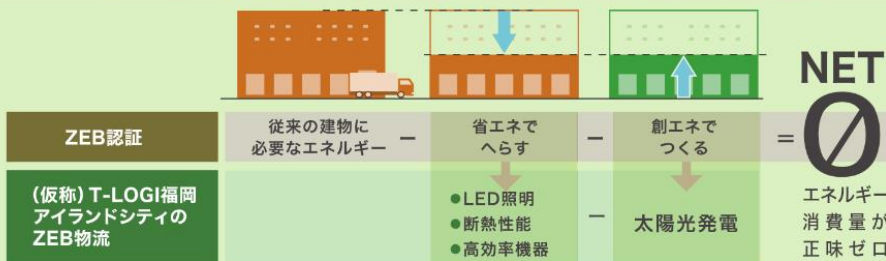 ZEB認証
従来の建物に
必要なエネルギー
−
省エネで
へらす
−
創エネで
つくる
=
NET
0
エネルギー
消費量が
正味ゼロ
(仮称)T-LOGI福岡
アイランドシティの
ZEB物流
●LED照明
●断熱性能
●高効率機器
−
太陽光発電